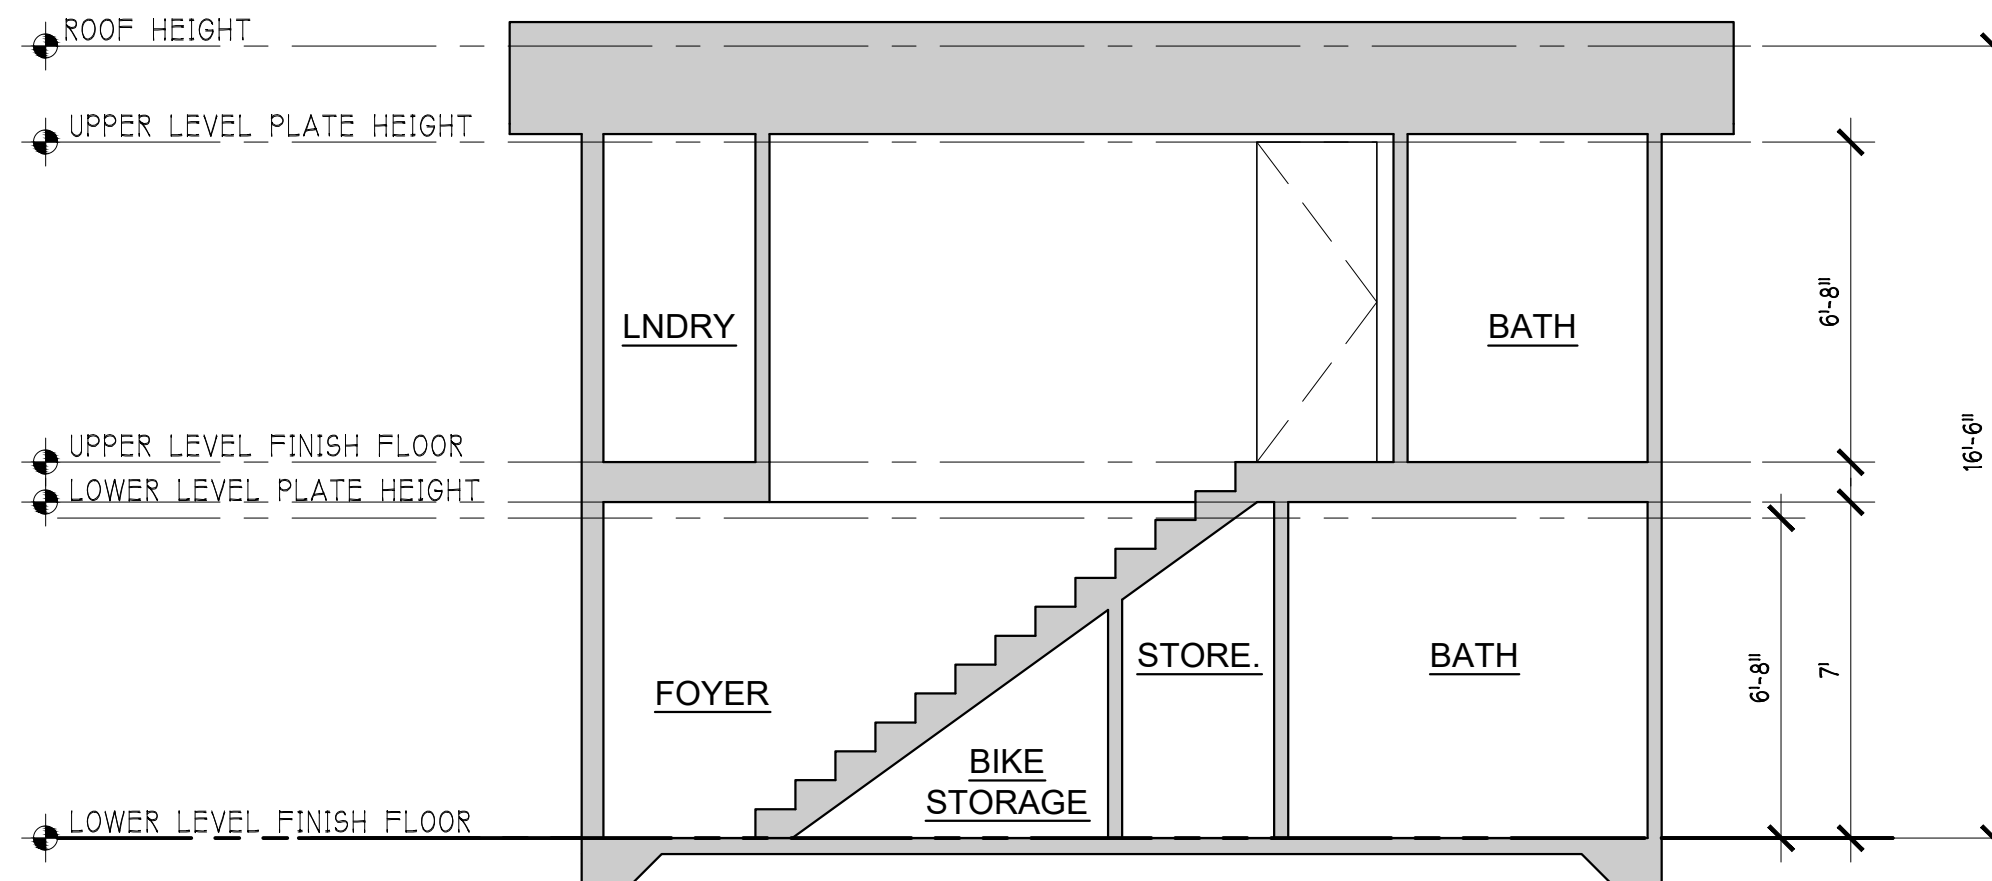 ROOF HEIGHT
UPPER LEVEL PLATE HEIGHT
LNDRY
BATH
6'-8"
UPPER LEVEL FINISH FLOOR
LOWER LEVEL PLATE HEIGHT
16'-6"
FOYER
STORE.
BATH
6'-8"
7'
BIKE
STORAGE
LOWER LEVEL FINISH FLOOR